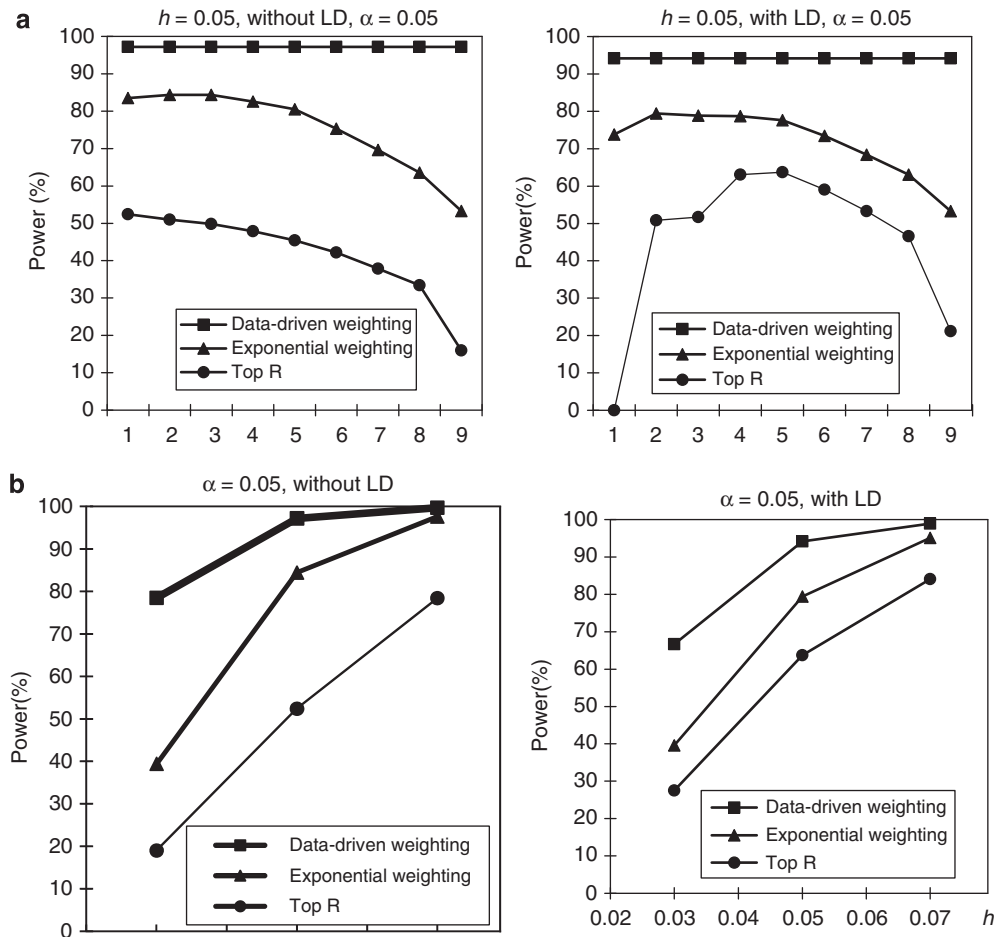 a
h = 0.05, without LD, α = 0.05
100
90
80
70
60
50
40
30
20
10
0
Power (%)
Data-driven weighting
Exponential weighting
Top R
1 2 3 4 5 6 7 8 9
h = 0.05, with LD, α = 0.05
100
90
80
70
60
50
40
30
20
10
0
Power(%)
Data-driven weighting
Exponential weighting
Top R
1 2 3 4 5 6 7 8 9
b
α = 0.05, without LD
100
90
80
70
60
50
40
30
20
10
0
Power(%)
Data-driven weighting
Exponential weighting
Top R
α = 0.05, with LD
100
90
80
70
60
50
40
30
20
10
0
Power(%)
Data-driven weighting
Exponential weighting
Top R
0.02 0.03 0.04 0.05 0.06 0.07 h